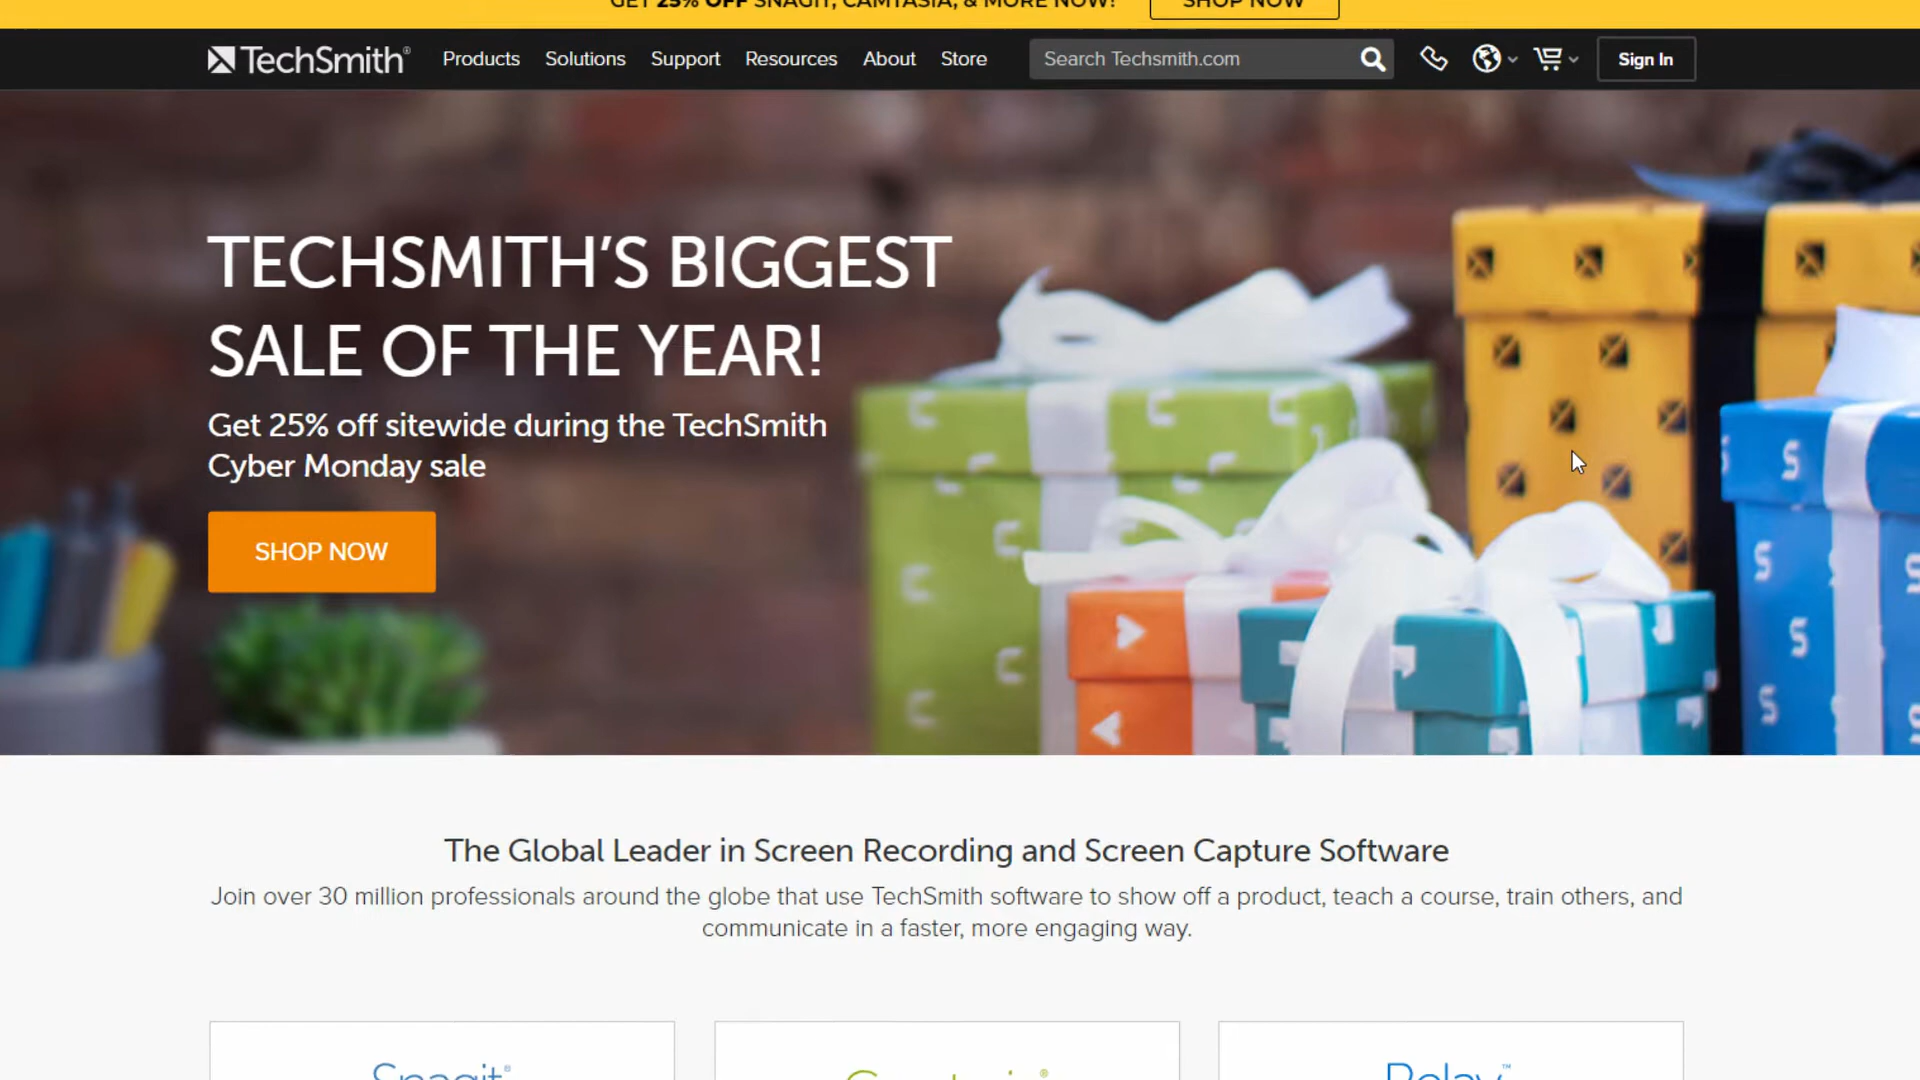 GET 25% OFF SNAGIT, CAMTASIA, & MORE NOW! SHOP NOW
TechSmith® Products Solutions Support Resources About Store Search Techsmith.com Sign In
TECHSMITH'S BIGGEST
SALE OF THE YEAR!
Get 25% off sitewide during the TechSmith
Cyber Monday sale
SHOP NOW
The Global Leader in Screen Recording and Screen Capture Software
Join over 30 million professionals around the globe that use TechSmith software to show off a product, teach a course, train others, and
communicate in a faster, more engaging way.
Snagit® Camtasia® Relay™